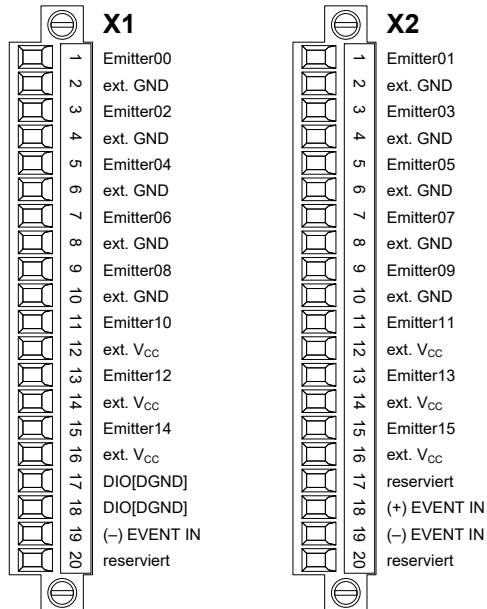 X1
1 Emitter00
2 ext. GND
3 Emitter02
4 ext. GND
5 Emitter04
6 ext. GND
7 Emitter06
8 ext. GND
9 Emitter08
10 ext. GND
11 Emitter10
12 ext. VCC
13 Emitter12
14 ext. VCC
15 Emitter14
16 ext. VCC
17 DIO[DGND]
18 DIO[DGND]
19 (–) EVENT IN
20 reserviert
X2
1 Emitter01
2 ext. GND
3 Emitter03
4 ext. GND
5 Emitter05
6 ext. GND
7 Emitter07
8 ext. GND
9 Emitter09
10 ext. GND
11 Emitter11
12 ext. VCC
13 Emitter13
14 ext. VCC
15 Emitter15
16 ext. VCC
17 reserviert
18 (+) EVENT IN
19 (–) EVENT IN
20 reserviert